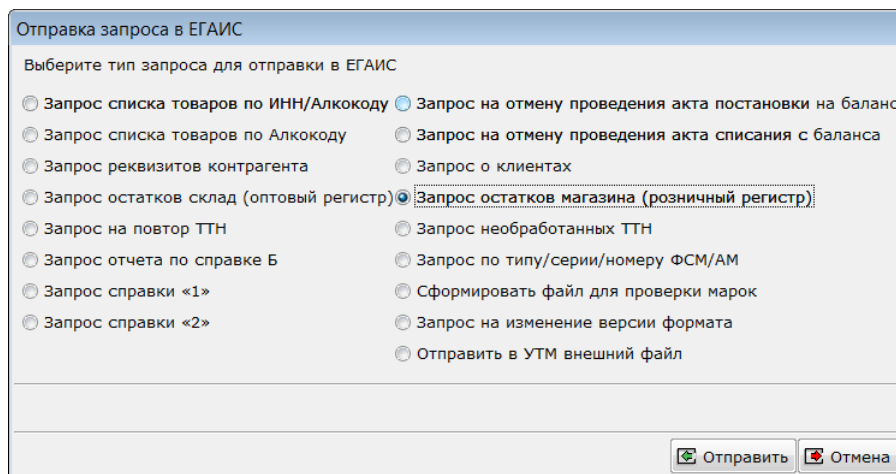 Отправка запроса в ЕГАИС
Выберите тип запроса для отправки в ЕГАИС
Запрос списка товаров по ИНН/Алкокоду Запрос на отмену проведения акта постановки на баланс
Запрос списка товаров по Алкокоду Запрос на отмену проведения акта списания с баланса
Запрос реквизитов контрагента Запрос о клиентах
Запрос остатков склад (оптовый регистр) Запрос остатков магазина (розничный регистр)
Запрос на повтор ТТН Запрос необработанных ТТН
Запрос отчета по справке Б Запрос по типу/серии/номеру ФСМ/АМ
Запрос справки «1» Сформировать файл для проверки марок
Запрос справки «2» Запрос на изменение версии формата
Отправить в УТМ внешний файл
Отправить Отмена